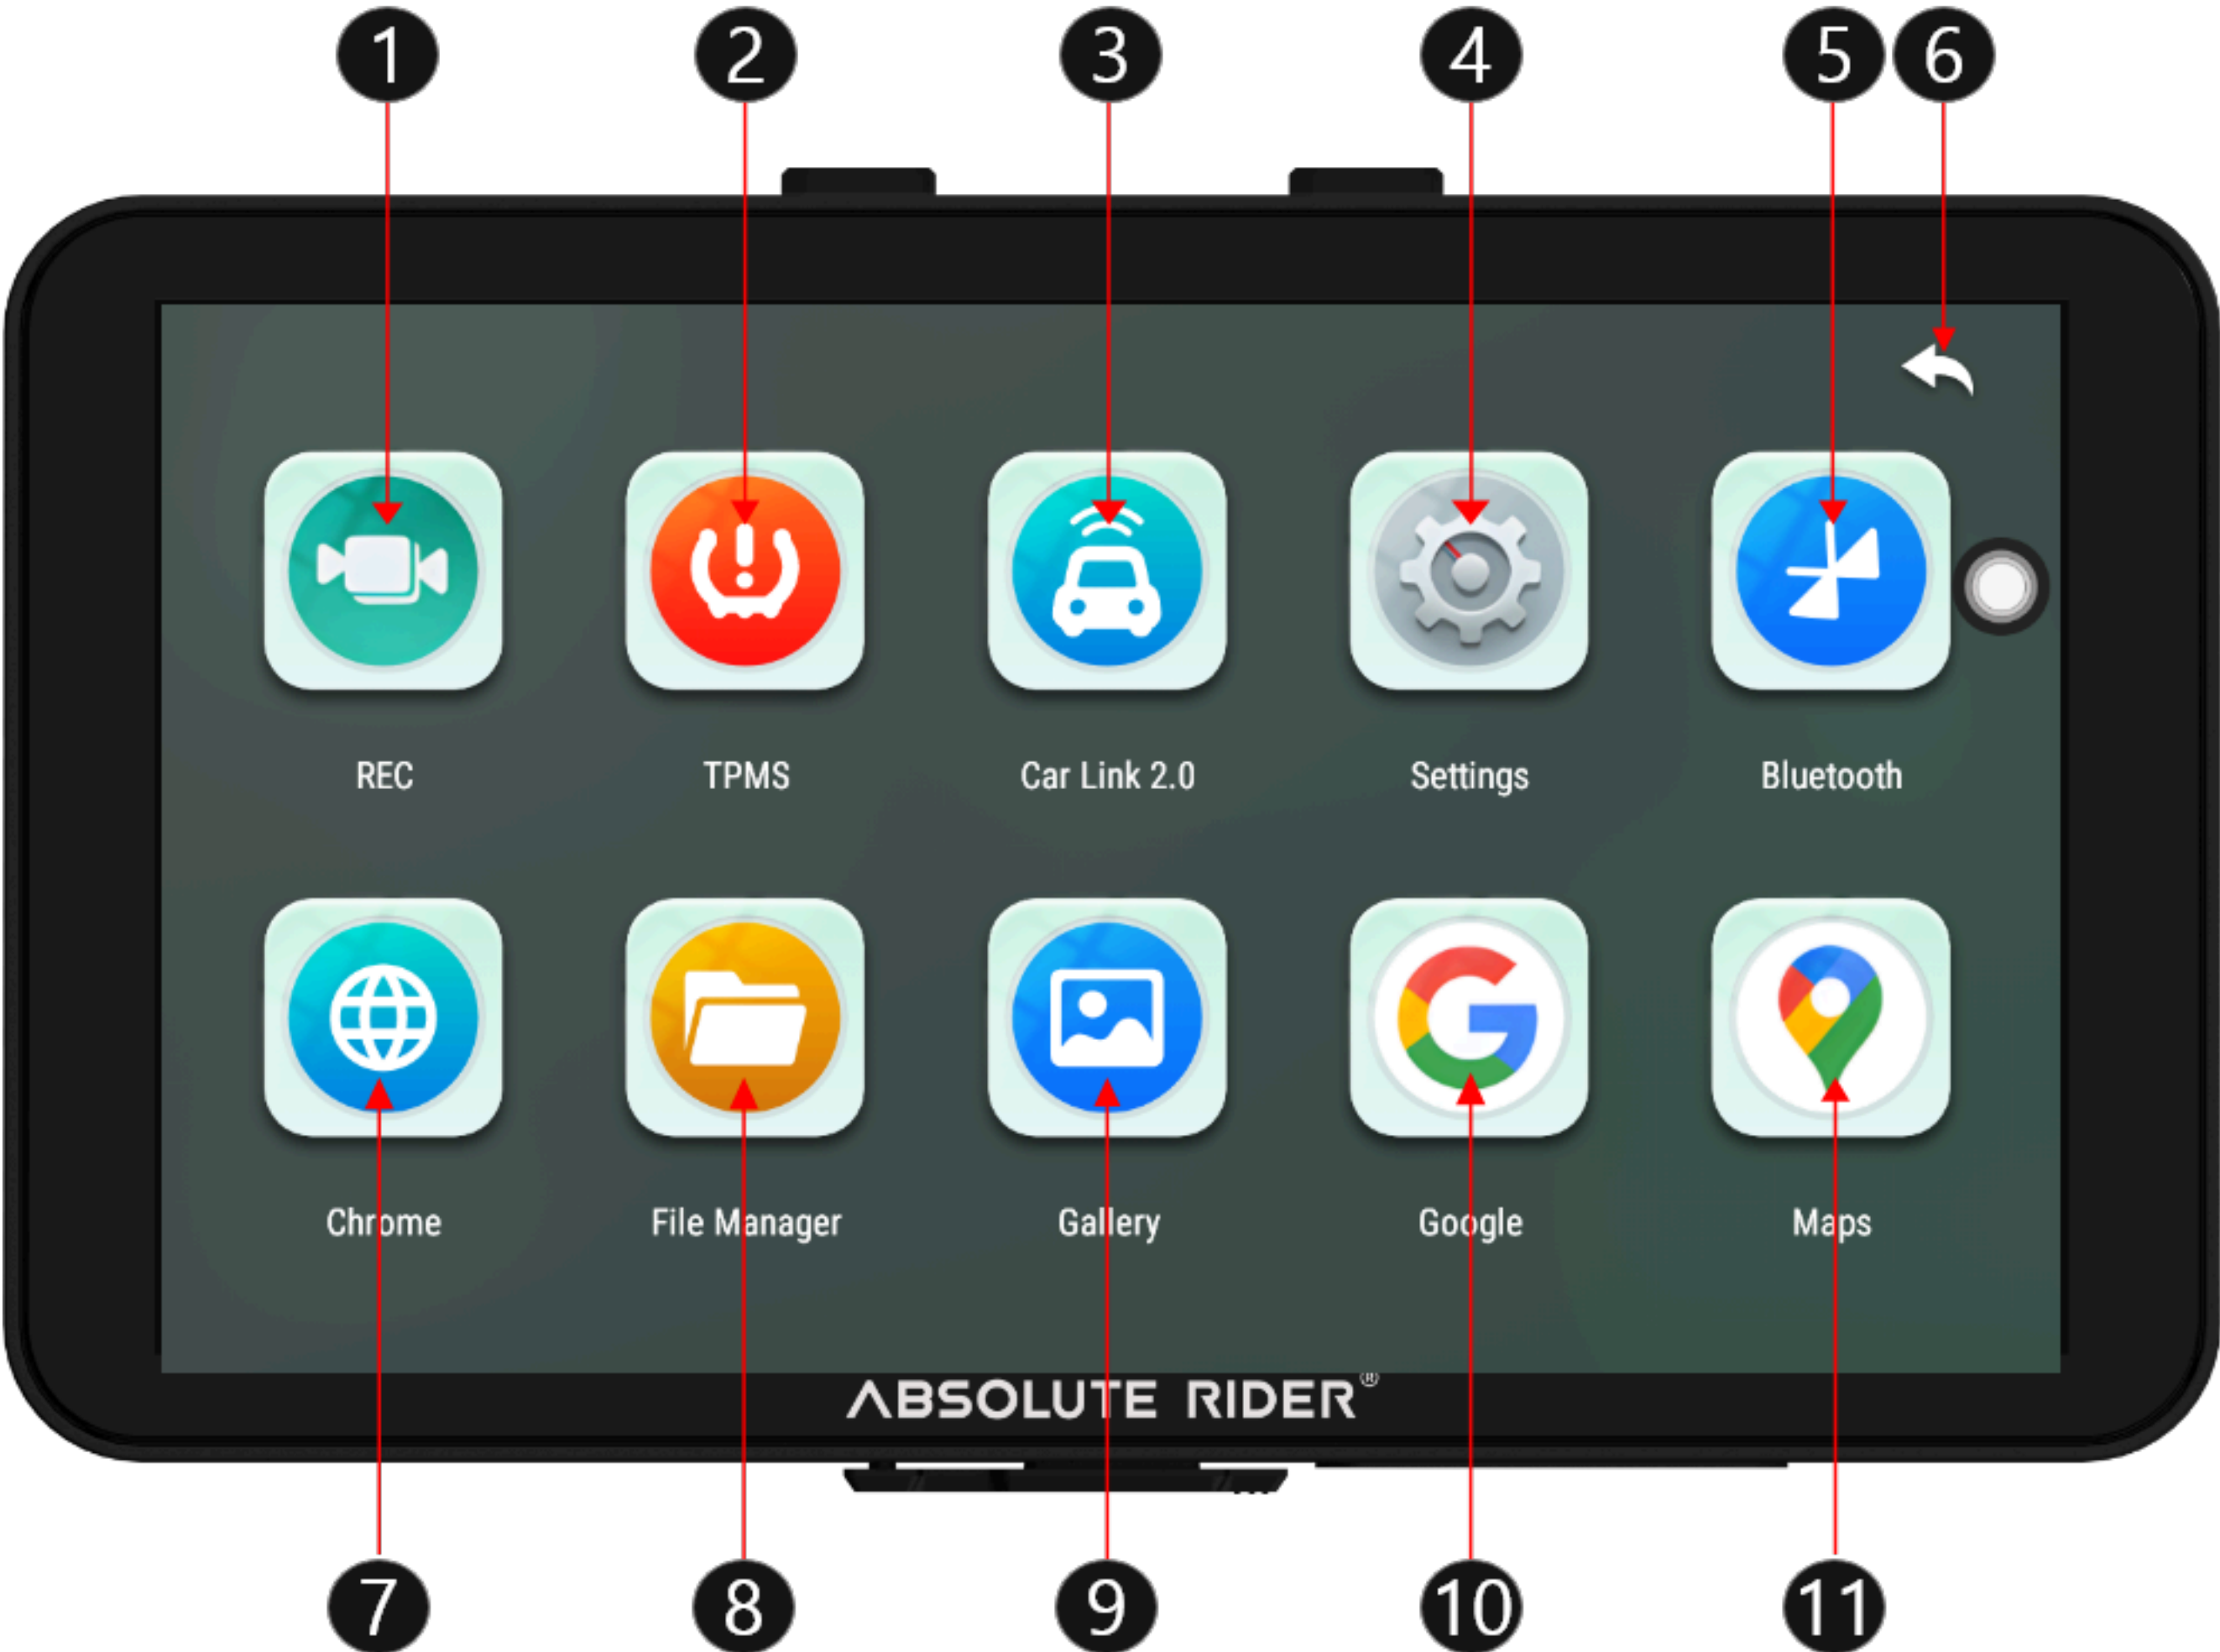 1 2 3 4 5 6
REC TPMS Car Link 2.0 Settings Bluetooth
Chrome File Manager Gallery Google Maps
ABSOLUTE RIDER®
7 8 9 10 11